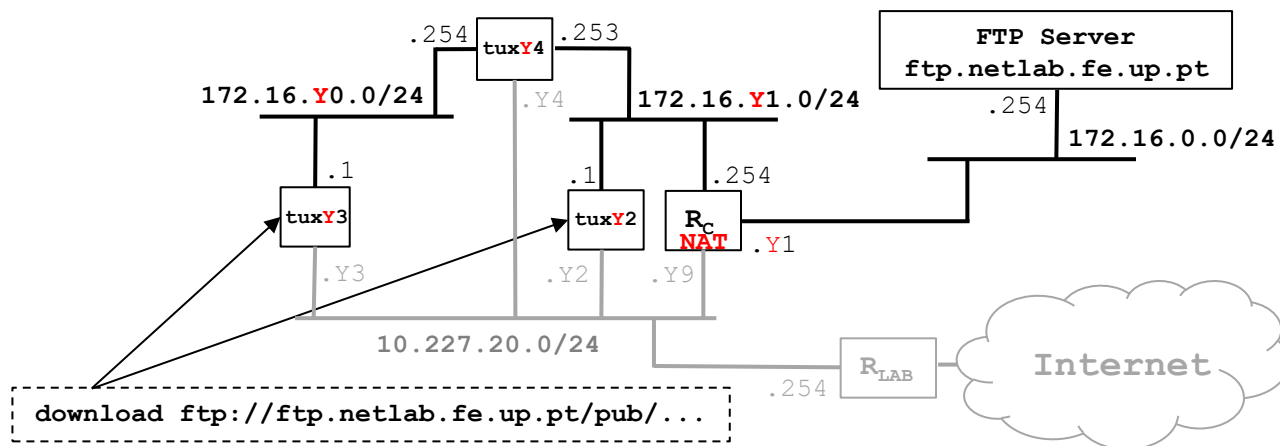 .254
tuxY4
.253
FTP Server
ftp.netlab.fe.up.pt
172.16.Y0.0/24
.Y4
172.16.Y1.0/24
.254
172.16.0.0/24
.1
.1
.254
tuxY3
tuxY2
RC
NAT
.Y1
.Y3
.Y2
.Y9
10.227.20.0/24
.254
RLAB
Internet
download ftp://ftp.netlab.fe.up.pt/pub/...